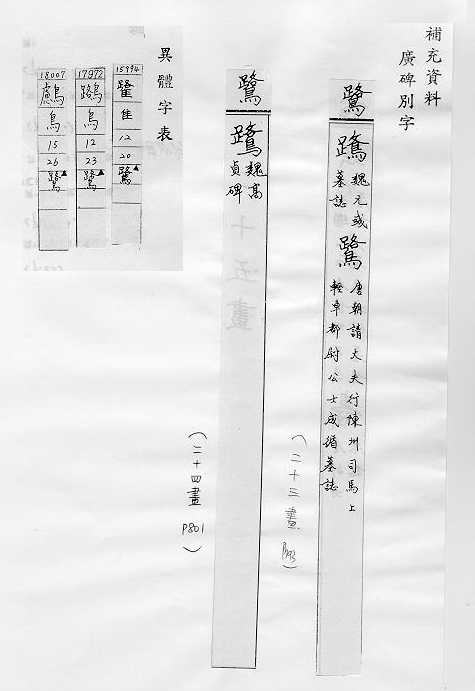 補充資料
廣碑別字
鷺
鷺 魏元彧墓誌
鷺 唐朝請大夫行陳州司馬上輕車都尉公士成循墓誌
(二十三畫
鷺
鷺 魏高貞碑
(二十四畫 P801)
異體字表
15994
隹
12
20
鷺▲
17972
鳥
12
23
鷺▲
18007
鳥
15
26
鷺▲